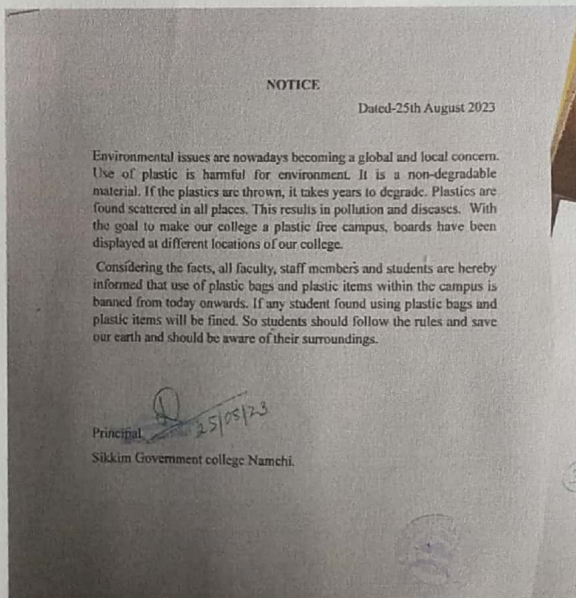 NOTICE
Dated-25th August 2023
Environmental issues are nowadays becoming a global and local concern.
Use of plastic is harmful for environment. It is a non-degradable
material. If the plastics are thrown, it takes years to degrade. Plastics are
found scattered in all places. This results in pollution and diseases. With
the goal to make our college a plastic free campus, boards have been
displayed at different locations of our college.
Considering the facts, all faculty, staff members and students are hereby
informed that use of plastic bags and plastic items within the campus is
banned from today onwards. If any student found using plastic bags and
plastic items will be fined. So students should follow the rules and save
our earth and should be aware of their surroundings.
25/05/23
Principal
Sikkim Government college Namchi.